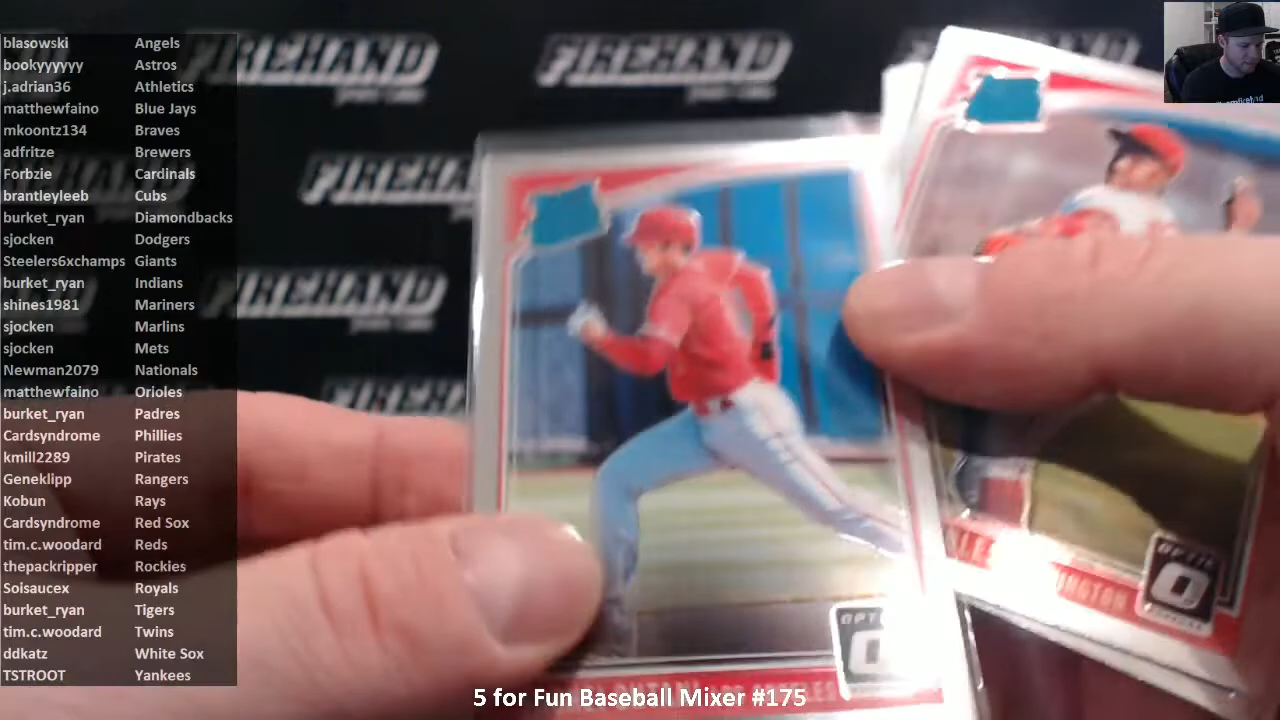 blasowski Angels
bookyyyyyy Astros
j.adrian36 Athletics
matthewfaino Blue Jays
mkoontz134 Braves
adfritze Brewers
Forbzie Cardinals
brantleyleeb Cubs
burket_ryan Diamondbacks
sjocken Dodgers
Steelers6xchamps Giants
burket_ryan Indians
shines1981 Mariners
sjocken Marlins
sjocken Mets
Newman2079 Nationals
matthewfaino Orioles
burket_ryan Padres
Cardsyndrome Phillies
kmill2289 Pirates
Geneklipp Rangers
Kobun Rays
Cardsyndrome Red Sox
tim.c.woodard Reds
thepackripper Rockies
Soisaucex Royals
burket_ryan Tigers
tim.c.woodard Twins
ddkatz White Sox
TSTROOT Yankees
FIREHAND
FIREHAND
FIREHAND
FIREHAND
OPTIC
5 for Fun Baseball Mixer #175